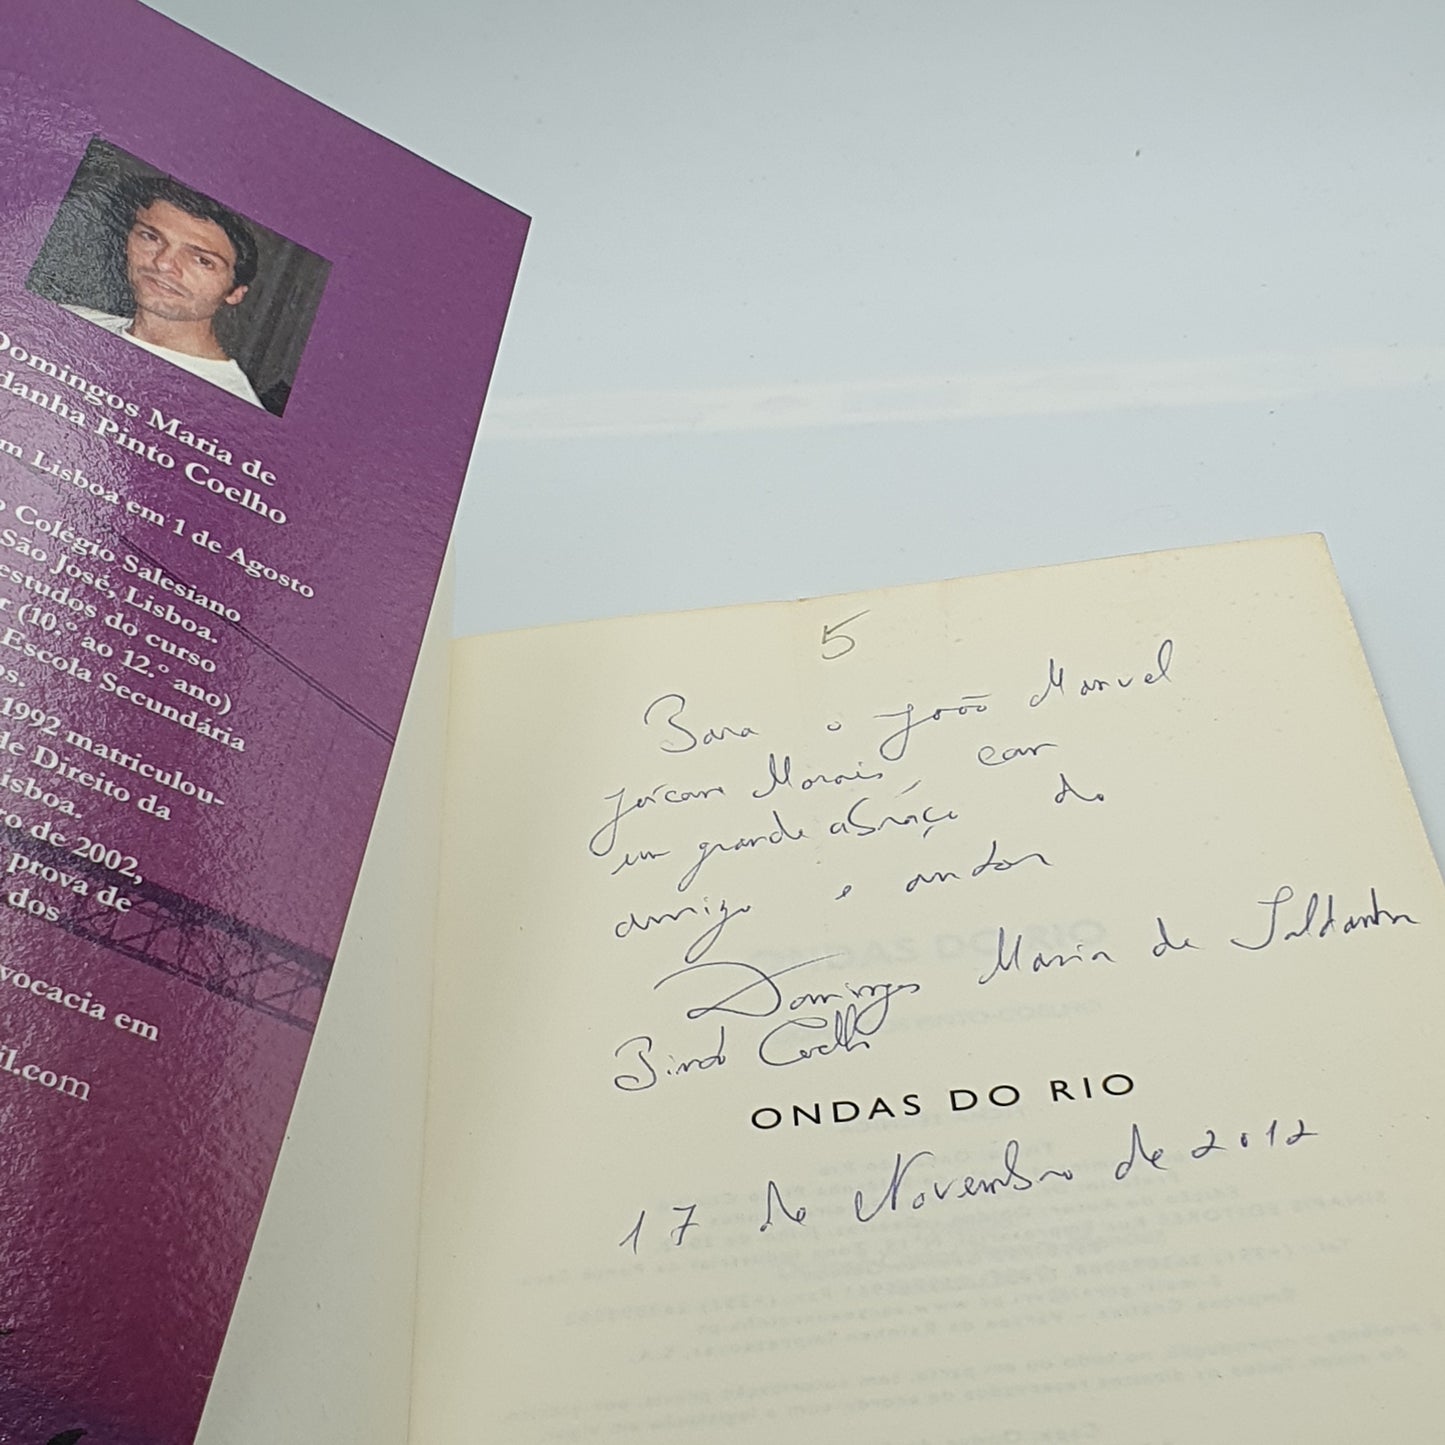 Domingos Maria de
danha Pinto Coelho
m Lisboa em 1 de Agosto
o Colégio Salesiano
São José, Lisboa.
estudos do curso
r (10.º ao 12.º ano)
Escola Secundária
os.
1992 matriculou-
de Direito da
isboa.
ro de 2002,
prova de
dos
vocacia em
il.com
5
Para o João Manuel
Morais com
um grande abraço do
amigo e autor
Domingos Maria de Saldanha
Pinto Coelho
ONDAS DO RIO
17 de Novembro de 2012